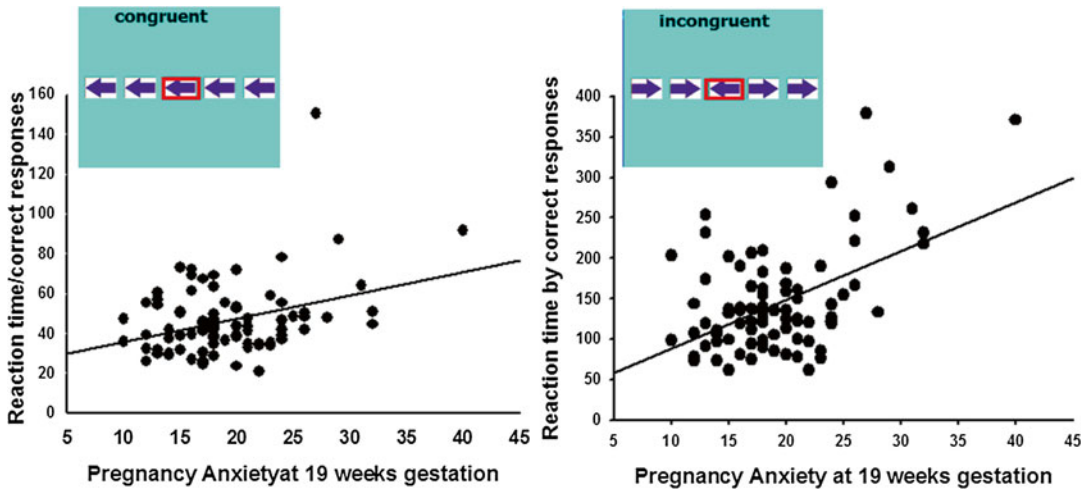 congruent
Reaction time/correct responses
160
140
120
100
80
60
40
20
0
5 10 15 20 25 30 35 40 45
Pregnancy Anxietyat 19 weeks gestation
incongruent
Reaction time by correct responses
400
350
300
250
200
150
100
50
0
5 10 15 20 25 30 35 40 45
Pregnancy Anxiety at 19 weeks gestation